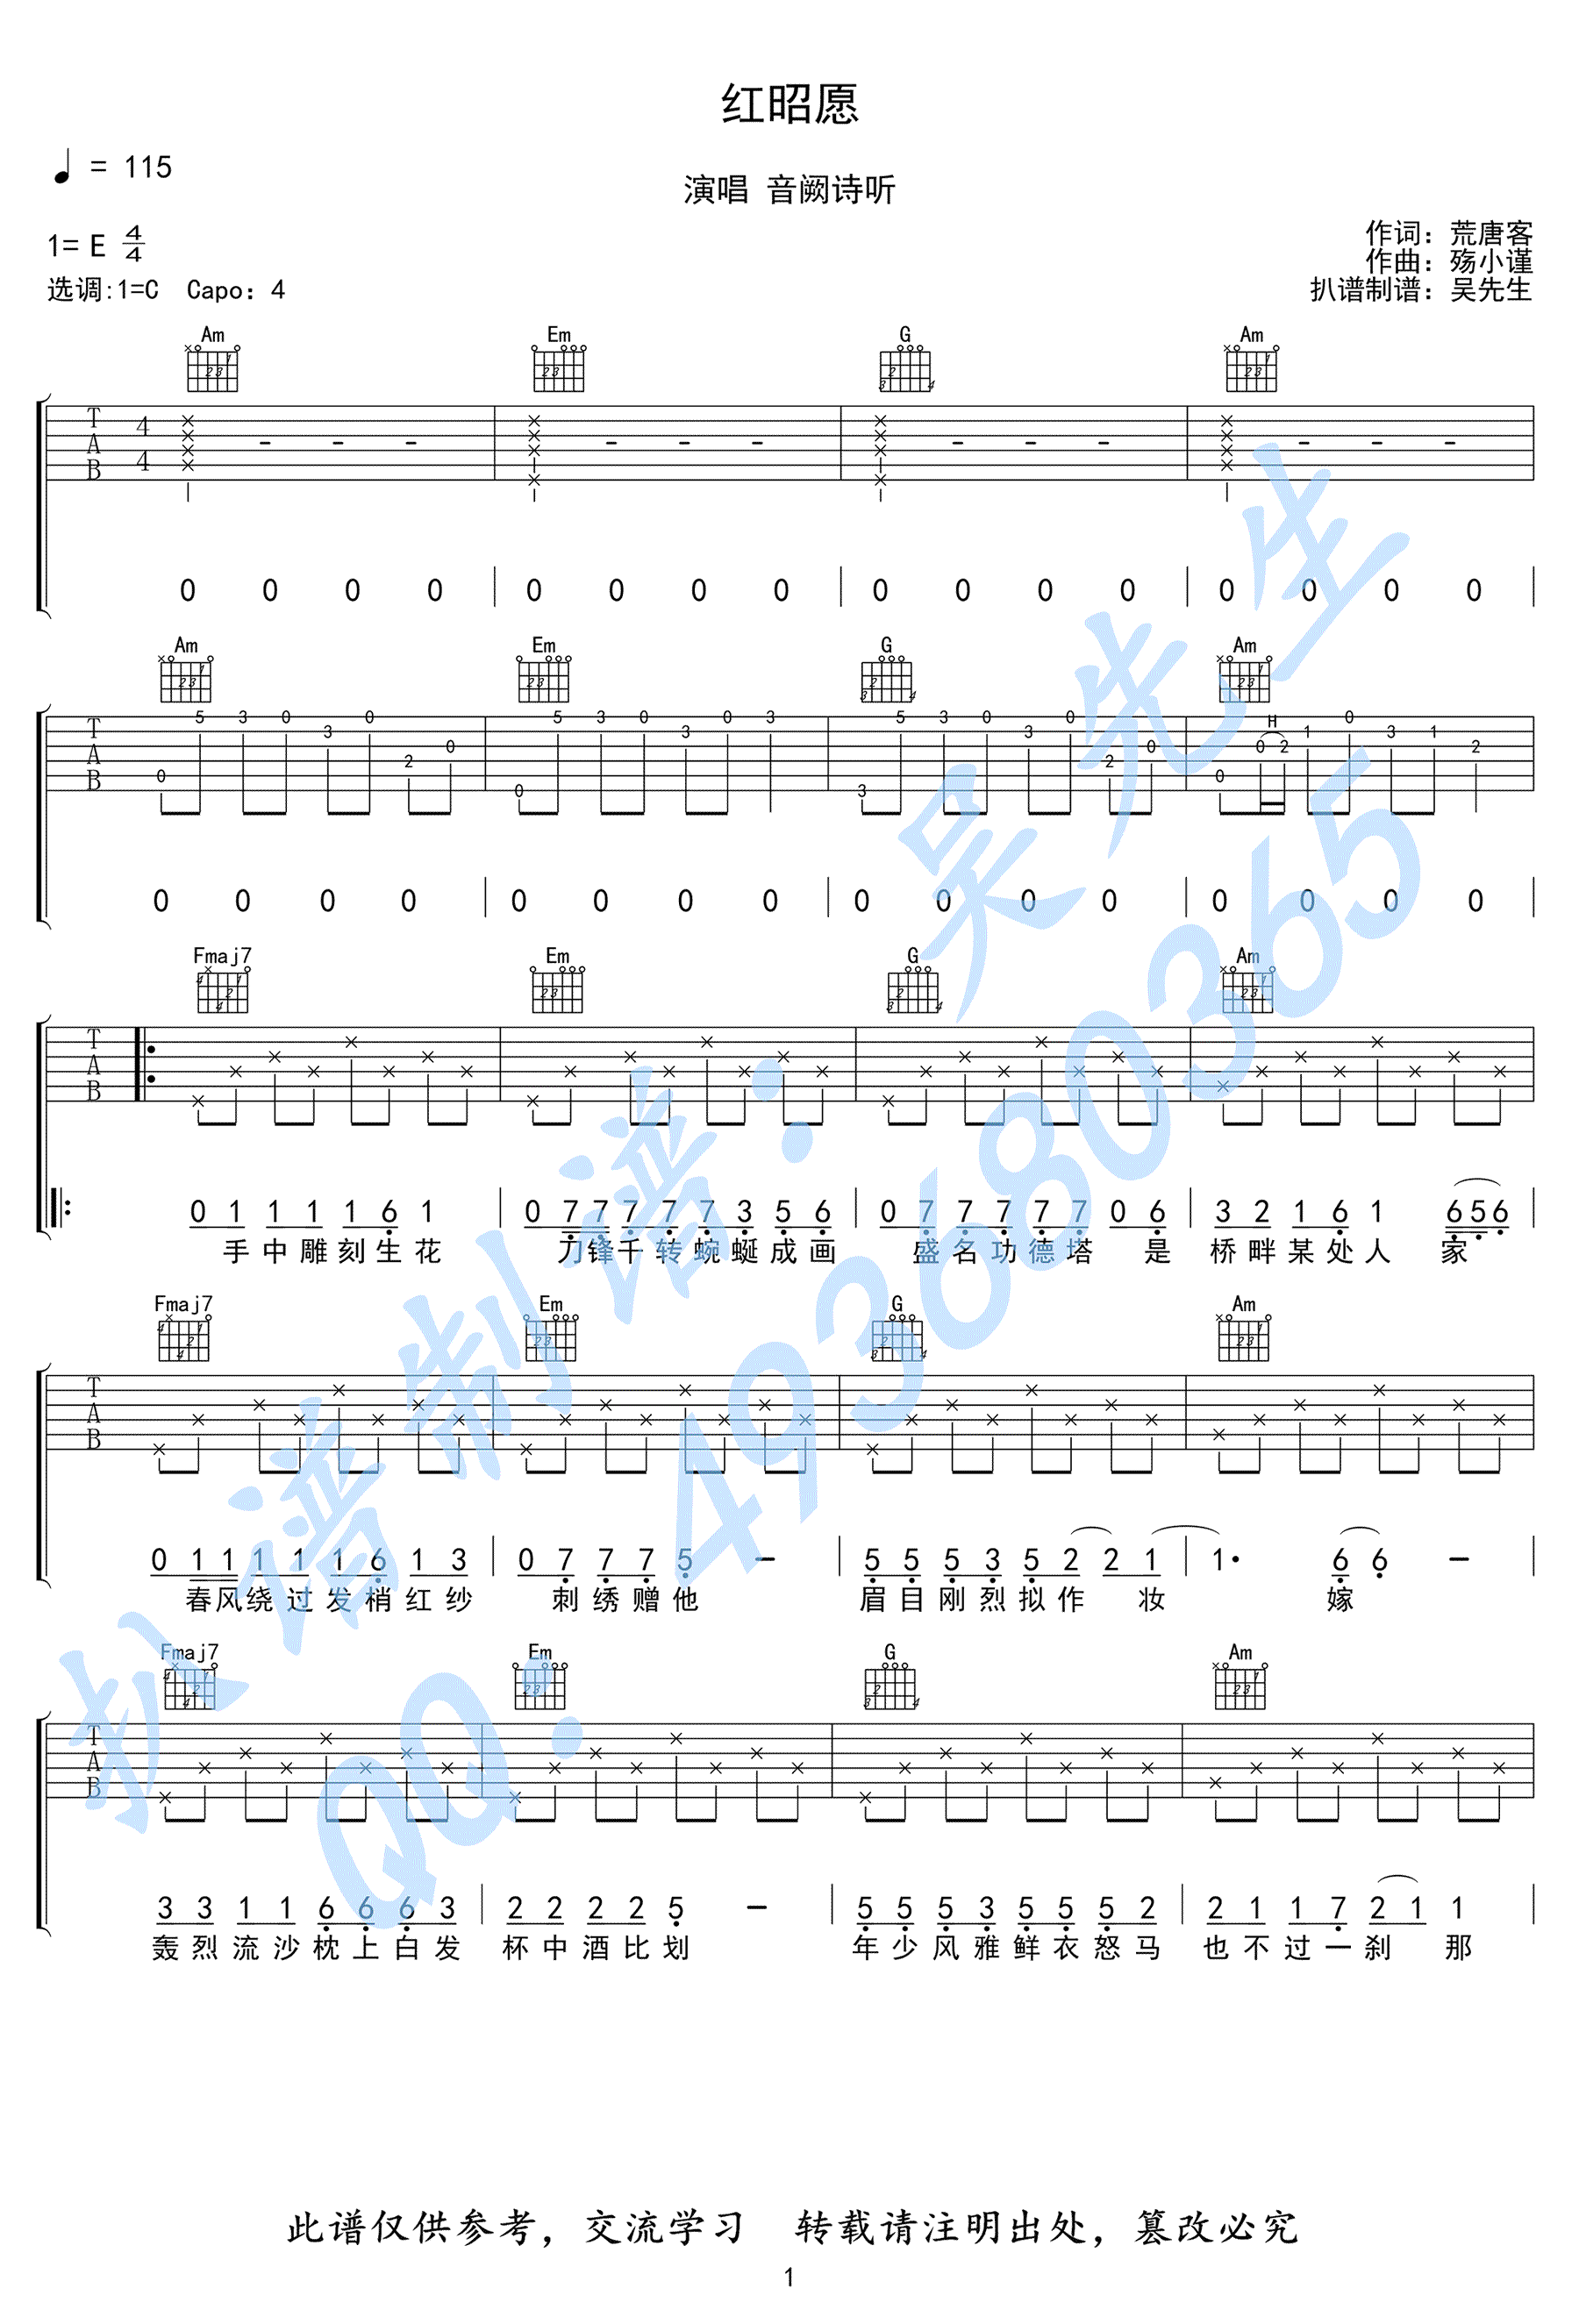 红昭愿
♩ = 115
演唱 音阙诗听
1= E 4/4
作词：荒唐客
作曲：殇小谨
选调:1=C Capo：4
扒谱制谱：吴先生
Am Em G Am
T A B 4 4
0 0 0 0 | 0 0 0 0 | 0 0 0 0 | 0 0 0 0
Am Em G Am
H
T A B 0 5 3 0 3 0 2 0 | 0 5 3 0 3 0 3 | 3 5 3 0 3 0 2 0 | 0 0 2 1 0 3 1 2
0 0 0 0 | 0 0 0 0 | 0 0 0 0 | 0 0 0 0
Fmaj7 Em G Am
T A B
0 1 1 1 1 6 1 | 0 7 7 7 7 7 3 5 6 | 0 7 7 7 7 7 0 6 | 3 2 1 6 1 6 5 6
手中雕刻生花 刀锋千转蜿蜒成画 盛名功德塔 是 桥畔某处人 家
Fmaj7 Em G Am
T A B
0 1 1 1 1 1 6 1 3 | 0 7 7 7 5 - | 5 5 5 3 5 2 2 1 | 1· 6 6 -
春风绕过发梢红纱 刺绣赠他 眉目刚烈拟作 妆 嫁
Fmaj7 Em G Am
T A B
3 3 1 1 6 6 6 3 | 2 2 2 2 5 - | 5 5 5 3 5 5 5 2 | 2 1 1 7 2 1 1
轰烈流沙枕上白发 杯中酒比划 年少风雅鲜衣怒马 也不过一刹 那
扒谱制谱：吴先生
QQ：493680365
此谱仅供参考，交流学习 转载请注明出处，篡改必究
1